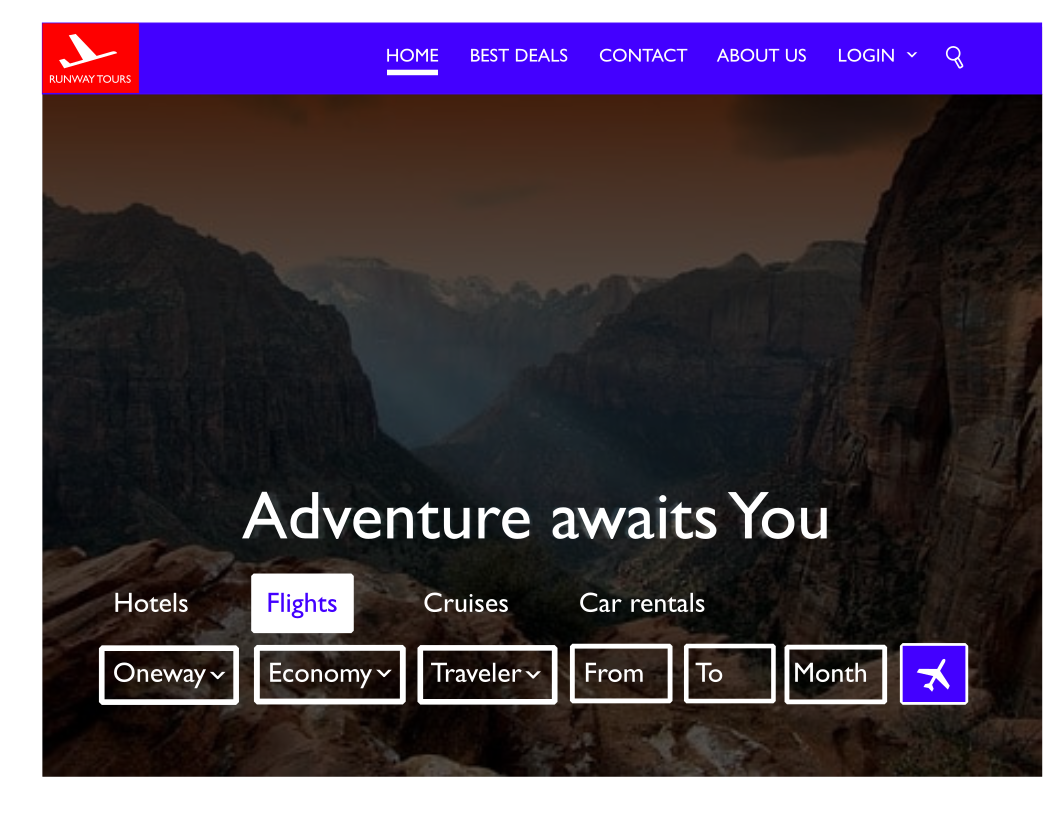 RUNWAY TOURS
HOME BEST DEALS CONTACT ABOUT US LOGIN
Adventure awaits You
Hotels Flights Cruises Car rentals
Oneway Economy Traveler From To Month